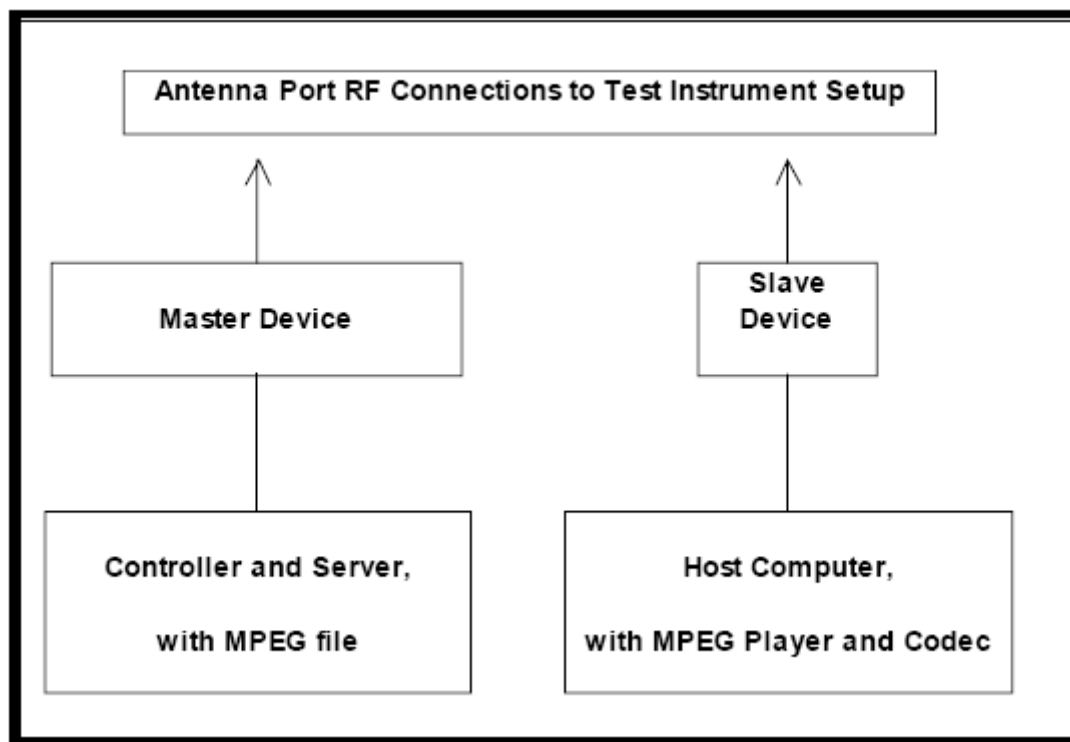 Antenna Port RF Connections to Test Instrument Setup
Master Device
Slave
Device
Controller and Server,
with MPEG file
Host Computer,
with MPEG Player and Codec